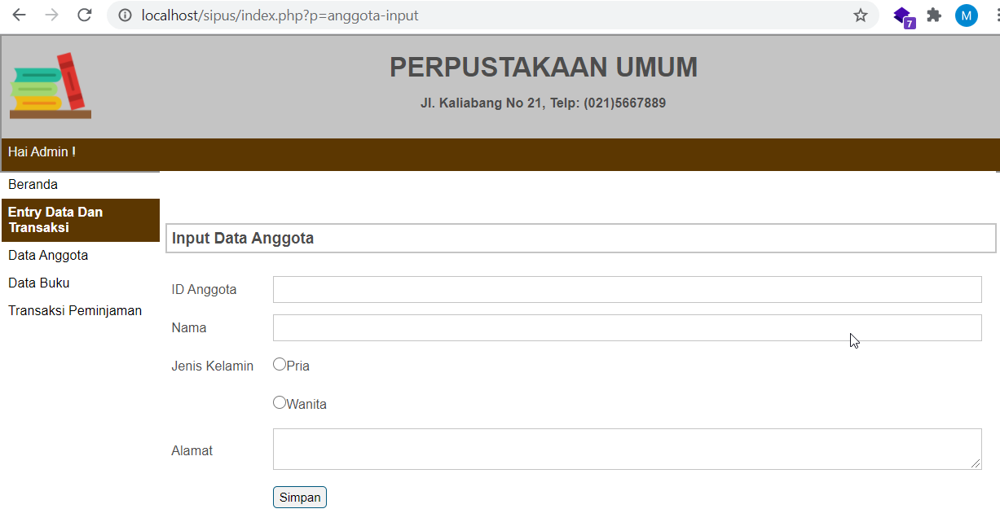 localhost/sipus/index.php?p=anggota-input
7
M
PERPUSTAKAAN UMUM
Jl. Kaliabang No 21, Telp: (021)5667889
Hai Admin !
Beranda
Entry Data Dan
Transaksi
Data Anggota
Data Buku
Transaksi Peminjaman
Input Data Anggota
ID Anggota
Nama
Jenis Kelamin
Pria
Wanita
Alamat
Simpan